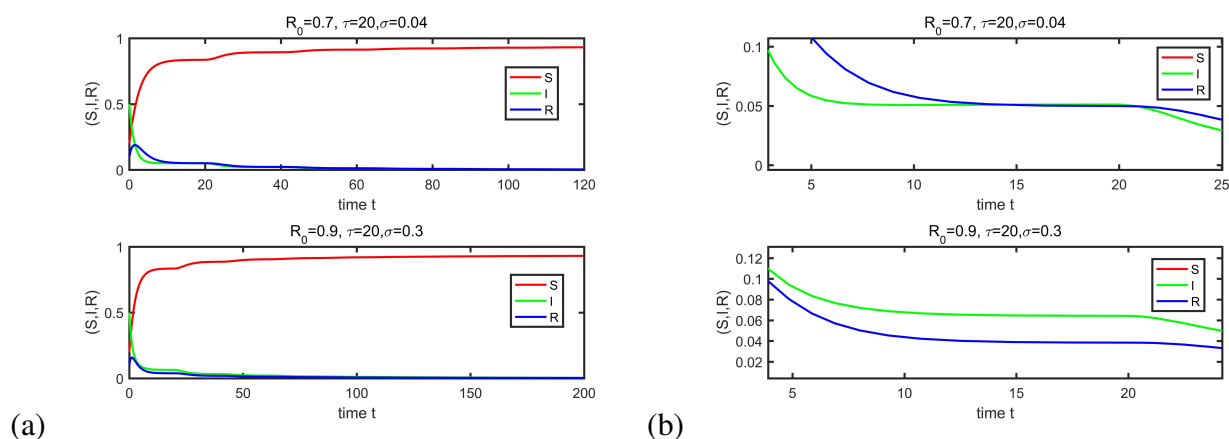 R0=0.7, τ=20,σ=0.04
1
0.5
0
(S,I,R)
S
I
R
0 20 40 60 80 100 120
time t
R0=0.9, τ=20,σ=0.3
1
0.5
0
(S,I,R)
S
I
R
0 50 100 150 200
time t
(a)
R0=0.7, τ=20,σ=0.04
0.1
0.05
0
(S,I,R)
S
I
R
5 10 15 20 25
time t
R0=0.9, τ=20,σ=0.3
0.12
0.1
0.08
0.06
0.04
0.02
(S,I,R)
S
I
R
5 10 15 20
time t
(b)